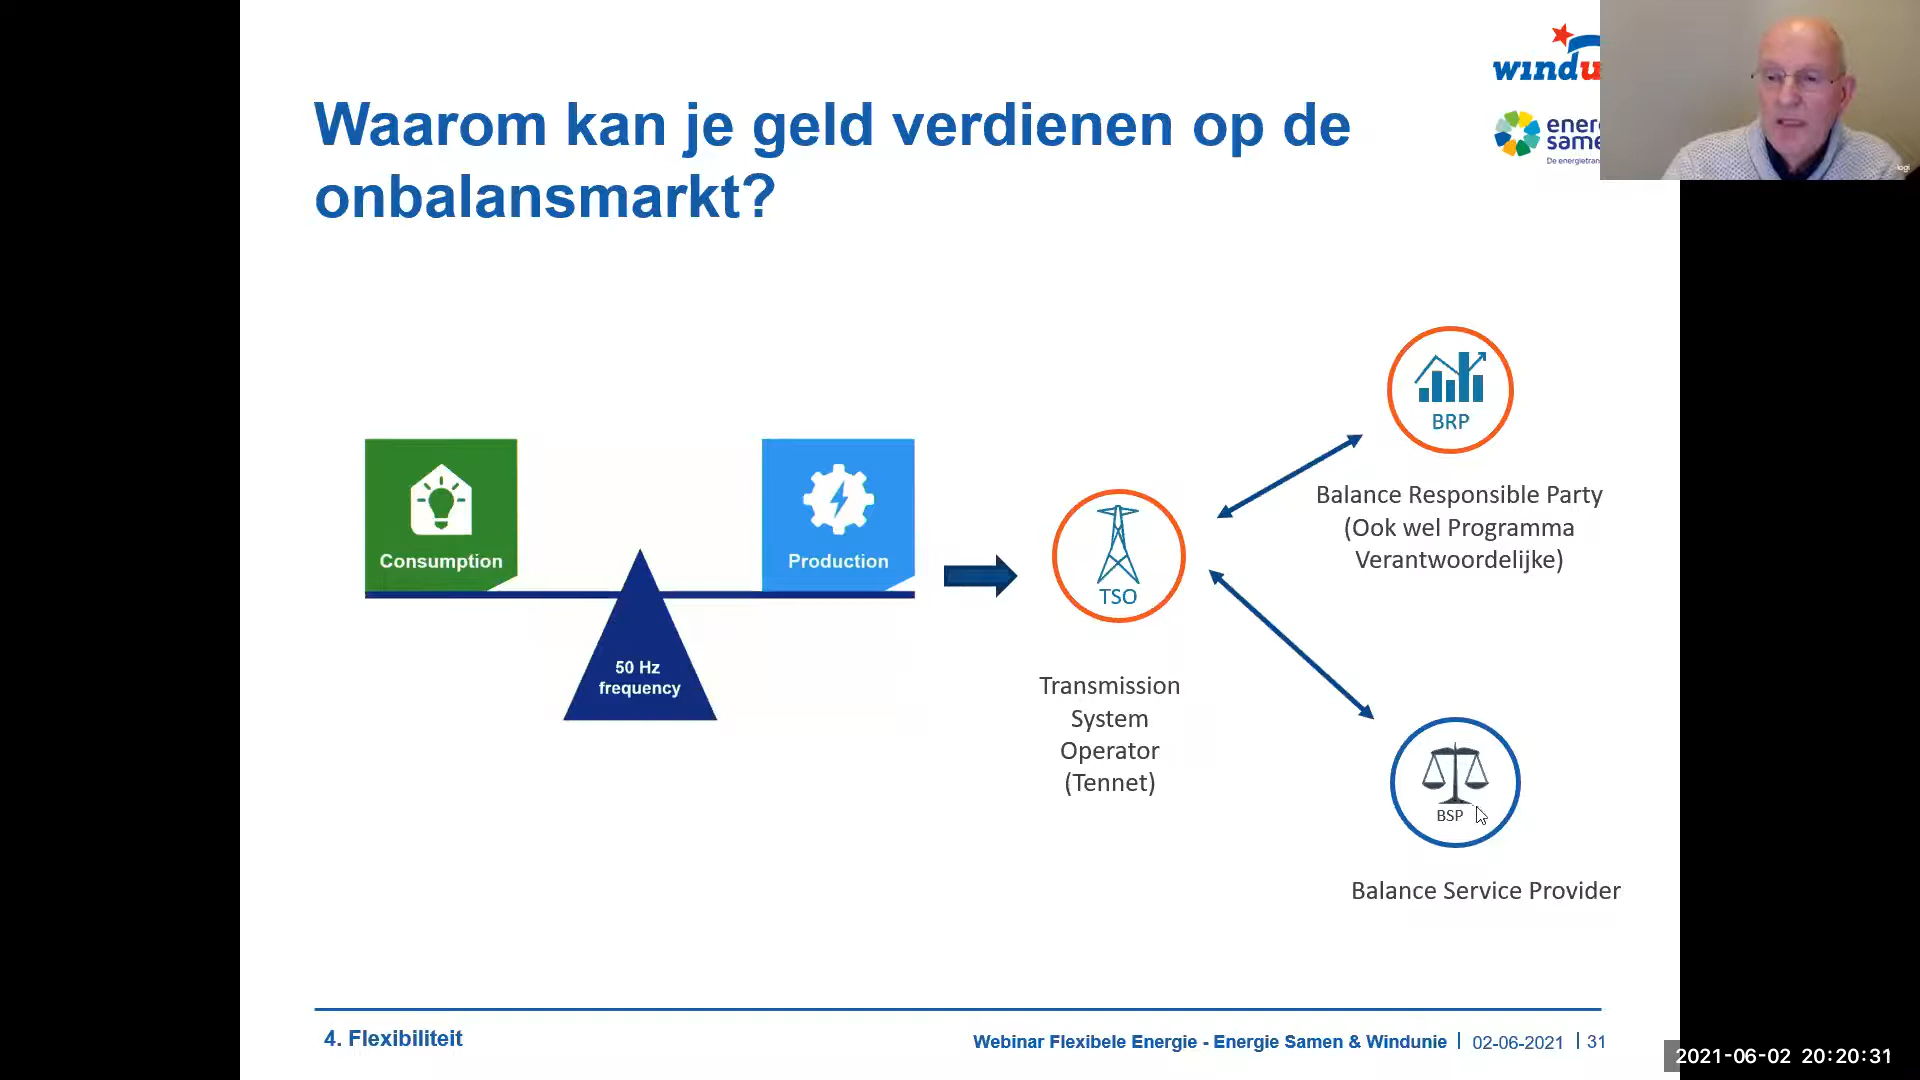 Waarom kan je geld verdienen op de
onbalansmarkt?
Consumption
Production
50 Hz
frequency
TSO
Transmission
System
Operator
(Tennet)
BRP
Balance Responsible Party
(Ook wel Programma
Verantwoordelijke)
BSP
Balance Service Provider
4. Flexibiliteit
Webinar Flexibele Energie - Energie Samen & Windunie
02-06-2021
31
2021-06-02 20:20:31